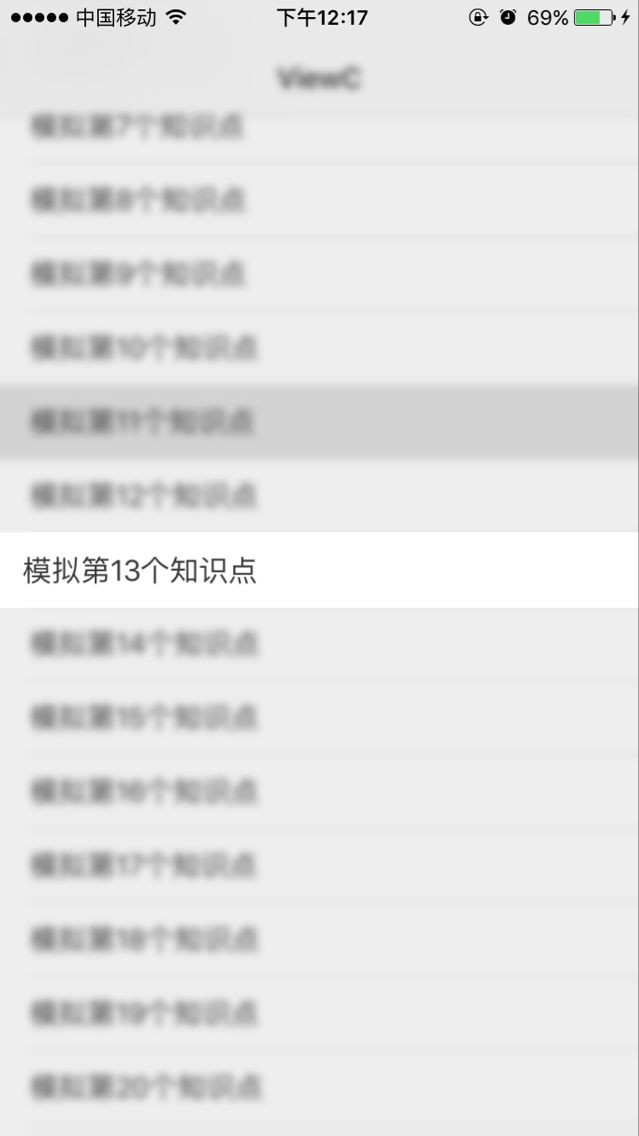 中国移动 下午12:17 69%
ViewC
模拟第7个知识点
模拟第8个知识点
模拟第9个知识点
模拟第10个知识点
模拟第11个知识点
模拟第12个知识点
模拟第13个知识点
模拟第14个知识点
模拟第15个知识点
模拟第16个知识点
模拟第17个知识点
模拟第18个知识点
模拟第19个知识点
模拟第20个知识点